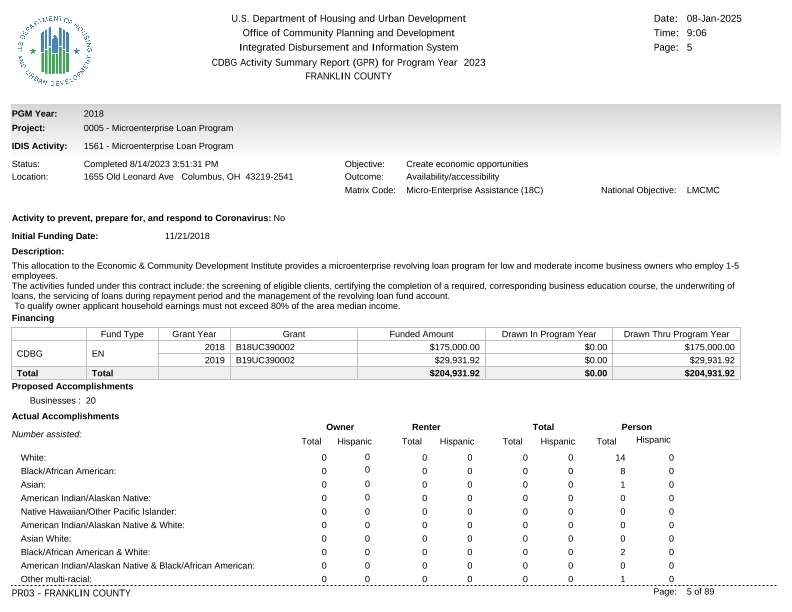 U.S. DEPARTMENT OF HOUSING
AND URBAN DEVELOPMENT
U.S. Department of Housing and Urban Development
Office of Community Planning and Development
Integrated Disbursement and Information System
CDBG Activity Summary Report (GPR) for Program Year 2023
FRANKLIN COUNTY
Date: 08-Jan-2025
Time: 9:06
Page: 5
PGM Year: 2018
Project: 0005 - Microenterprise Loan Program
IDIS Activity: 1561 - Microenterprise Loan Program
Status: Completed 8/14/2023 3:51:31 PM Objective: Create economic opportunities
Location: 1655 Old Leonard Ave Columbus, OH 43219-2541 Outcome: Availability/accessibility
Matrix Code: Micro-Enterprise Assistance (18C) National Objective: LMCMC
Activity to prevent, prepare for, and respond to Coronavirus: No
Initial Funding Date: 11/21/2018
Description:
This allocation to the Economic & Community Development Institute provides a microenterprise revolving loan program for low and moderate income business owners who employ 1-5
employees.
The activities funded under this contract include: the screening of eligible clients, certifying the completion of a required, corresponding business education course, the underwriting of
loans, the servicing of loans during repayment period and the management of the revolving loan fund account.
To qualify owner applicant household earnings must not exceed 80% of the area median income.
Financing
Fund Type Grant Year Grant Funded Amount Drawn In Program Year Drawn Thru Program Year
CDBG EN 2018 B18UC390002 $175,000.00 $0.00 $175,000.00
2019 B19UC390002 $29,931.92 $0.00 $29,931.92
Total Total $204,931.92 $0.00 $204,931.92
Proposed Accomplishments
Businesses : 20
Actual Accomplishments
Number assisted:
Owner Renter Total Person
Total Hispanic Total Hispanic Total Hispanic Total Hispanic
White: 0 0 0 0 0 0 14 0
Black/African American: 0 0 0 0 0 0 8 0
Asian: 0 0 0 0 0 0 1 0
American Indian/Alaskan Native: 0 0 0 0 0 0 0 0
Native Hawaiian/Other Pacific Islander: 0 0 0 0 0 0 0 0
American Indian/Alaskan Native & White: 0 0 0 0 0 0 0 0
Asian White: 0 0 0 0 0 0 0 0
Black/African American & White: 0 0 0 0 0 0 2 0
American Indian/Alaskan Native & Black/African American: 0 0 0 0 0 0 0 0
Other multi-racial: 0 0 0 0 0 0 1 0
PR03 - FRANKLIN COUNTY Page: 5 of 89